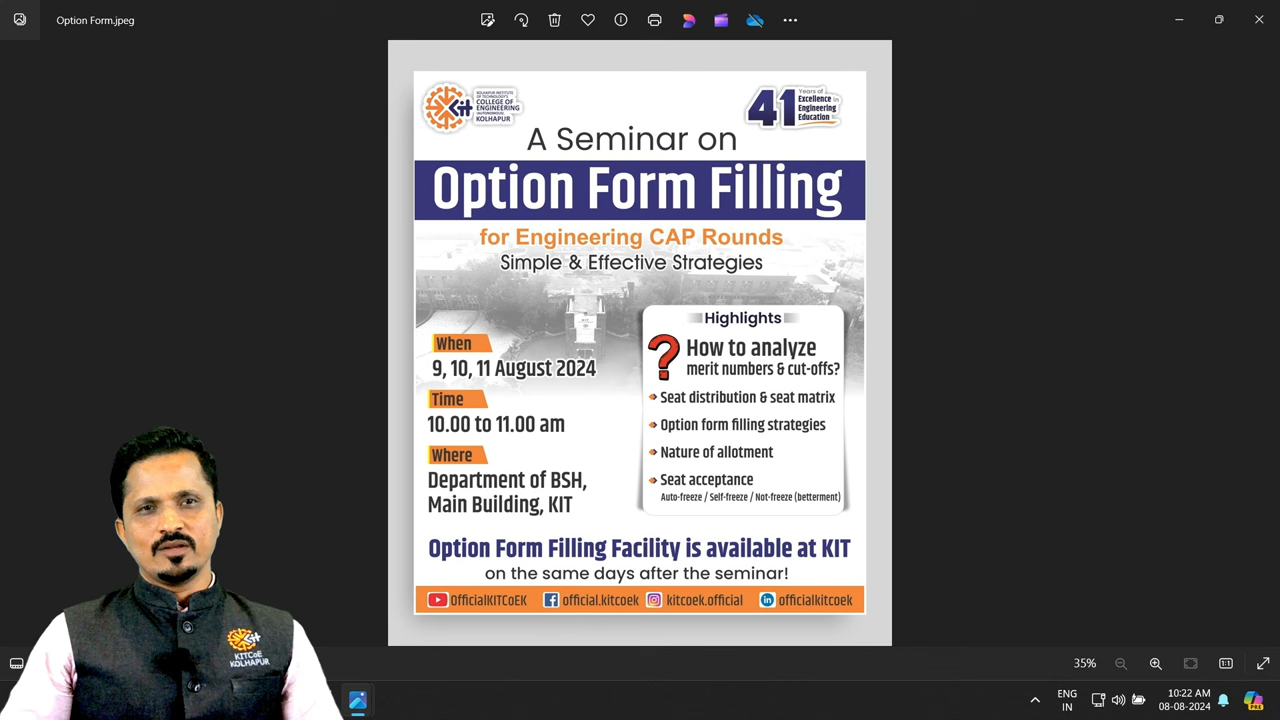 Option Form.jpeg
KOLHAPUR INSTITUTE
OF TECHNOLOGY'S
COLLEGE OF
ENGINEERING
(AUTONOMOUS),
KOLHAPUR
Kit
41 Years of
Excellence in
Engineering
Education
A Seminar on
Option Form Filling
for Engineering CAP Rounds
Simple & Effective Strategies
When
9, 10, 11 August 2024
Time
10.00 to 11.00 am
Where
Department of BSH,
Main Building, KIT
Highlights
? How to analyze
merit numbers & cut-offs?
Seat distribution & seat matrix
Option form filling strategies
Nature of allotment
Seat acceptance
Auto-freeze / Self-freeze / Not-freeze (betterment)
Option Form Filling Facility is available at KIT
on the same days after the seminar!
OfficialKITCoEK official.kitcoek kitcoek.official officialkitcoek
Kit
KITCoE
KOLHAPUR
35%
ENG
IN
10:22 AM
08-08-2024